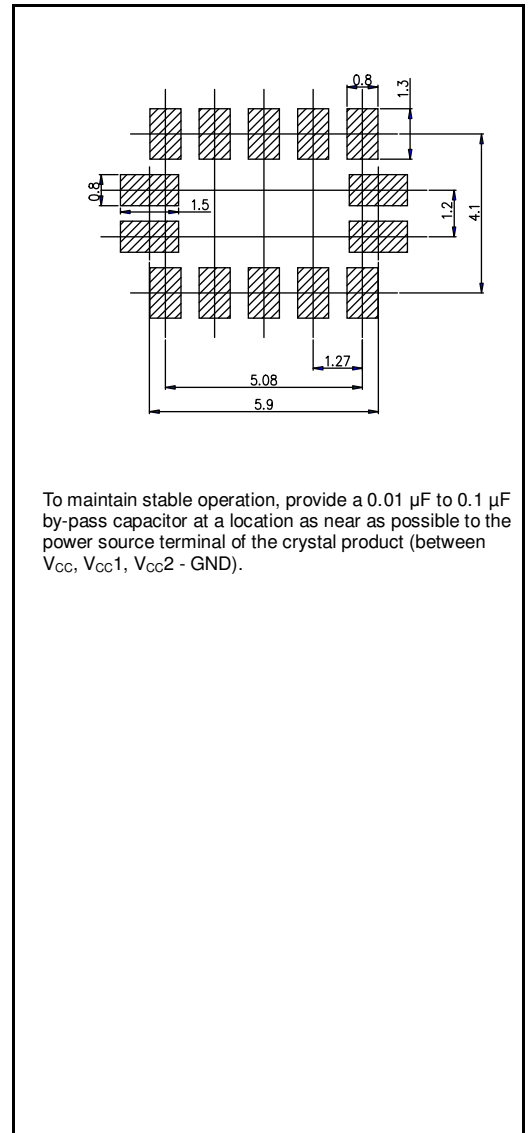 0.8
1.3
0.8
1.5
1.2
4.1
1.27
5.08
5.9
To maintain stable operation, provide a 0.01 µF to 0.1 µF
by-pass capacitor at a location as near as possible to the
power source terminal of the crystal product (between
VCC, VCC1, VCC2 - GND).